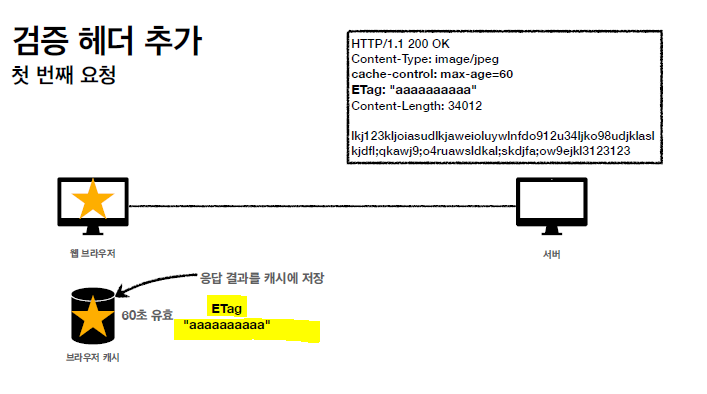 검증 헤더 추가
첫 번째 요청
HTTP/1.1 200 OK
Content-Type: image/jpeg
cache-control: max-age=60
ETag: "aaaaaaaaaa"
Content-Length: 34012
lkj123kljoiasudlkjaweioluywlnfdo912u34ljko98udjklasl
kjdfl;qkawj9;o4ruawsldkal;skdjfa;ow9ejkl3123123
웹 브라우저
서버
응답 결과를 캐시에 저장
60초 유효
ETag
"aaaaaaaaaa"
브라우저 캐시